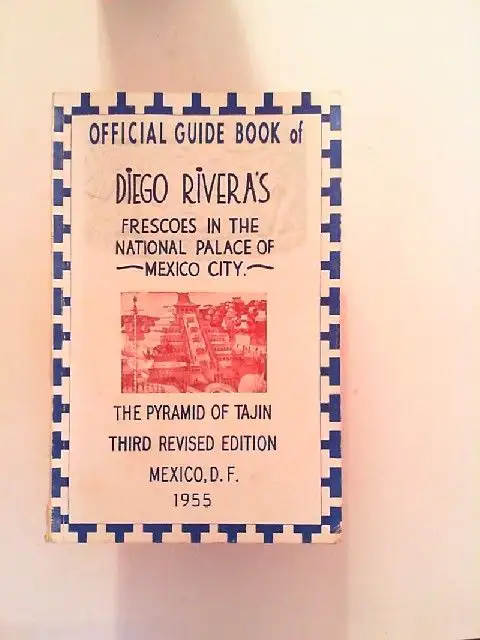 OFFICIAL GUIDE BOOK of
DIEGO RIVERA'S
FRESCOES IN THE
NATIONAL PALACE OF
MEXICO CITY.
THE PYRAMID OF TAJIN
THIRD REVISED EDITION
MEXICO, D. F.
1955